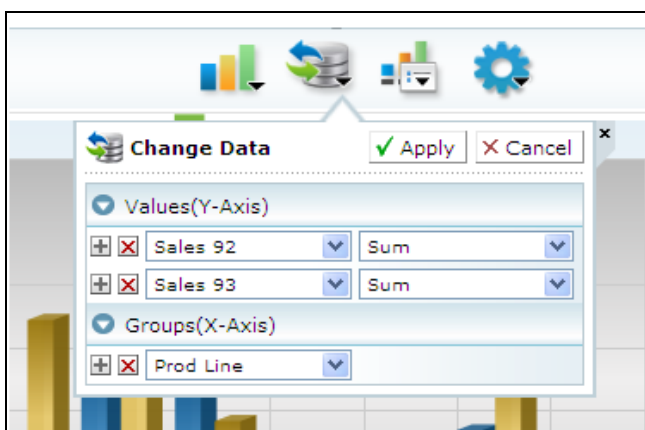 Change Data
Apply
Cancel
Values(Y-Axis)
Sales 92
Sum
Sales 93
Sum
Groups(X-Axis)
Prod Line